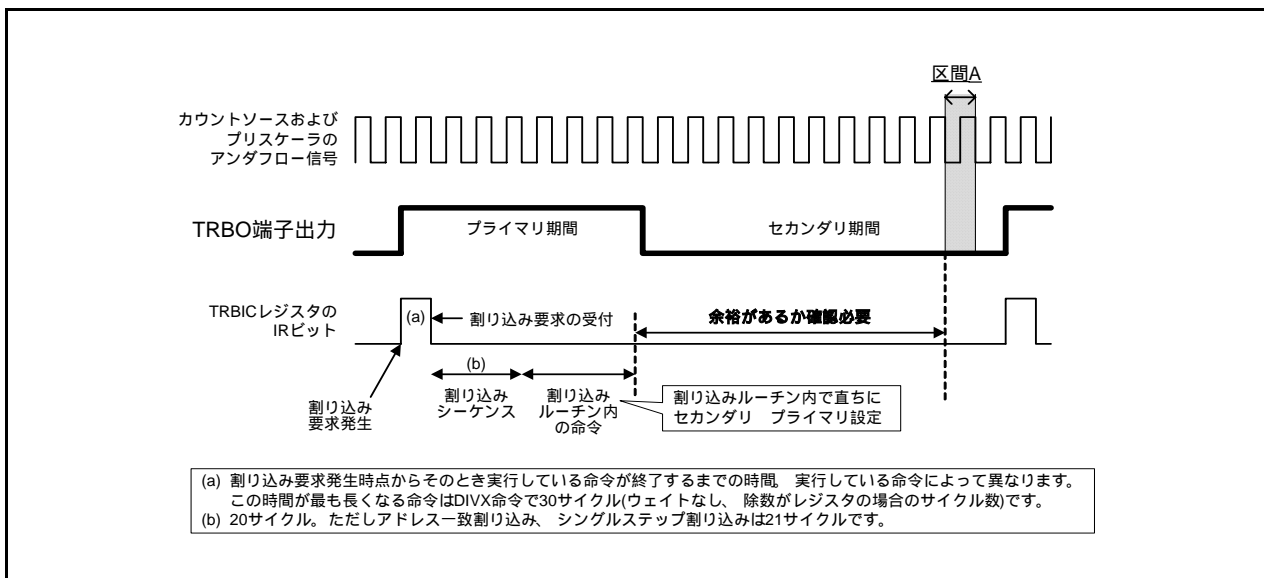 区間A
カウントソースおよび
プリスケーラの
アンダフロー信号
TRBO端子出力
プライマリ期間
セカンダリ期間
TRBICレジスタの
IRビット
(a)
割り込み要求の受付
余裕があるか確認必要
(b)
割り込み
要求発生
割り込み
シーケンス
割り込み
ルーチン内
の命令
割り込みルーチン内で直ちに
セカンダリ プライマリ設定
(a) 割り込み要求発生時点からそのとき実行している命令が終了するまでの時間。実行している命令によって異なります。
この時間が最も長くなる命令はDIVX命令で30サイクル(ウェイトなし、除数がレジスタの場合のサイクル数)です。
(b) 20サイクル。ただしアドレス一致割り込み、シングルステップ割り込みは21サイクルです。